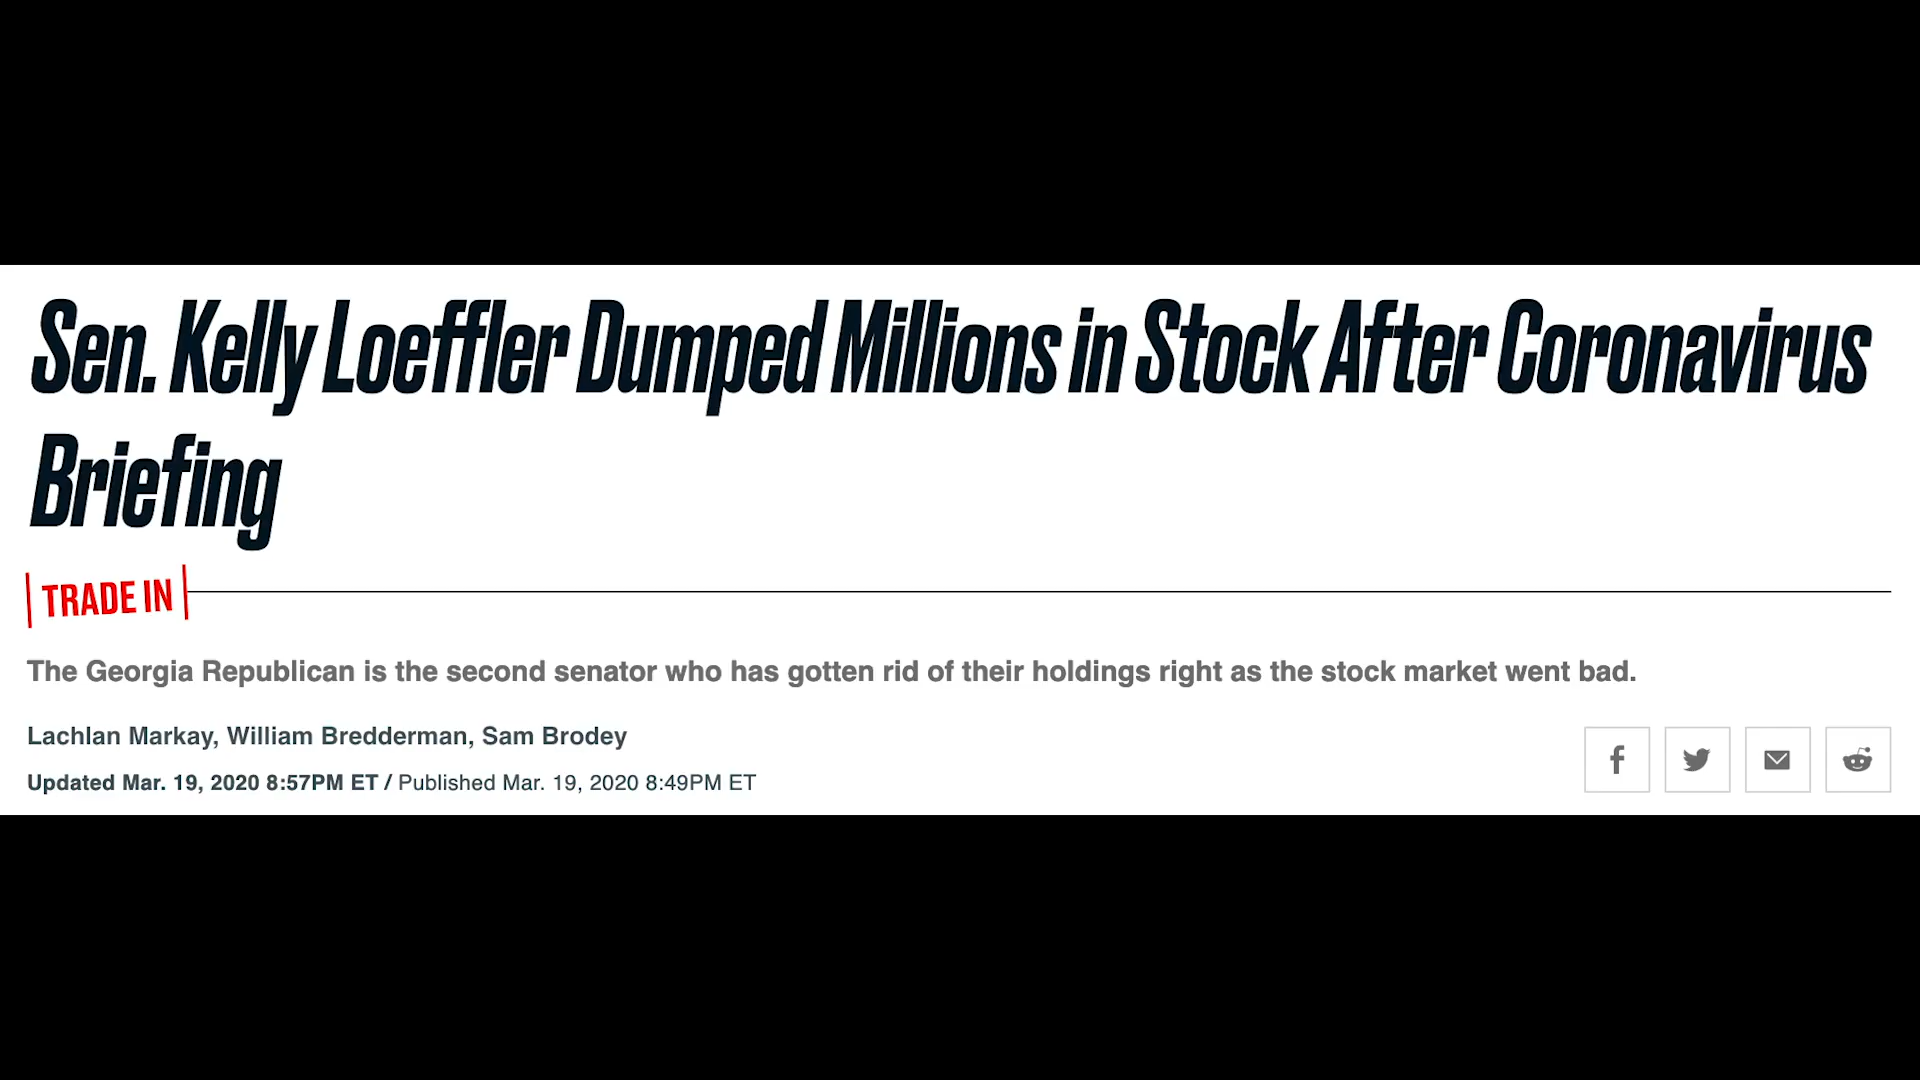 Sen. Kelly Loeffler Dumped Millions in Stock After Coronavirus
Briefing
TRADE IN
The Georgia Republican is the second senator who has gotten rid of their holdings right as the stock market went bad.
Lachlan Markay, William Bredderman, Sam Brodey
Updated Mar. 19, 2020 8:57PM ET / Published Mar. 19, 2020 8:49PM ET